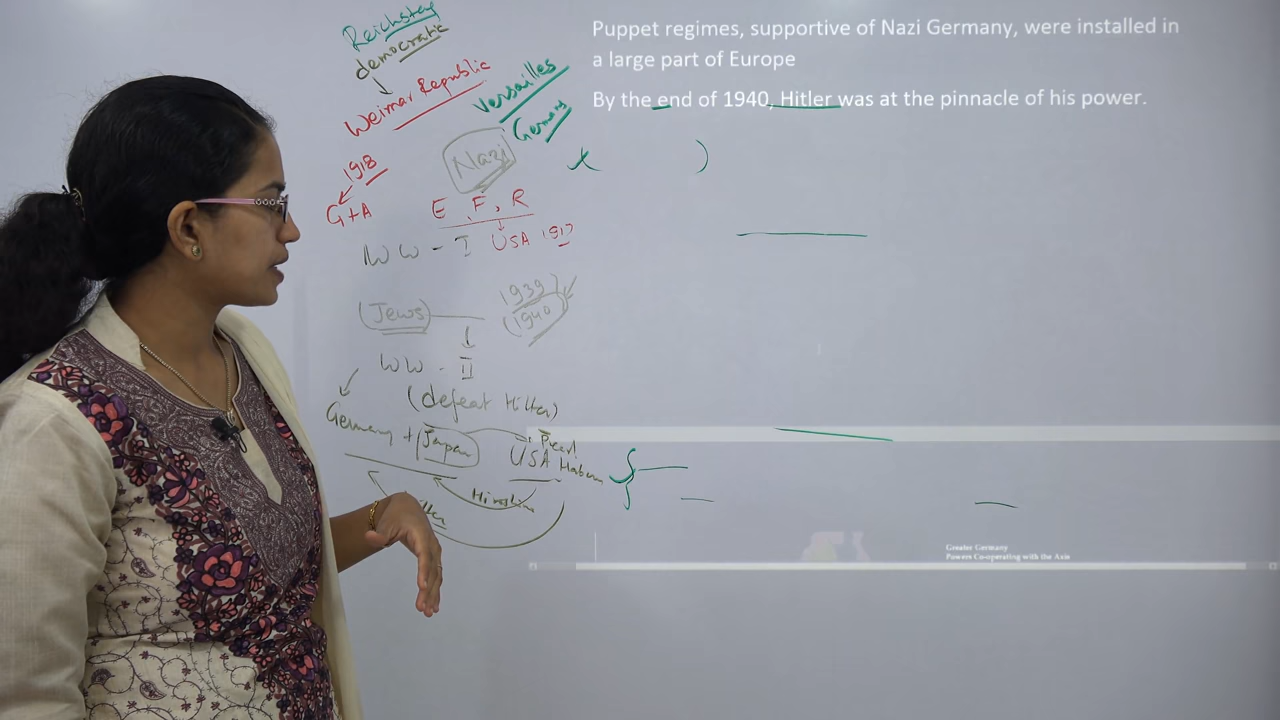 Puppet regimes, supportive of Nazi Germany, were installed in
a large part of Europe
By the end of 1940, Hitler was at the pinnacle of his power.
Reichstag
democratic
Weimar Republic
Versailles
Germany
1918
G+A
Nazi
E, F, R
WW - I USA 1917
Jews
1939
(1940)
WW - II
(defeat Hitler)
Germany + Japan
USA
Hiroshima
Greater Germany
Powers Co-operating with the Axis